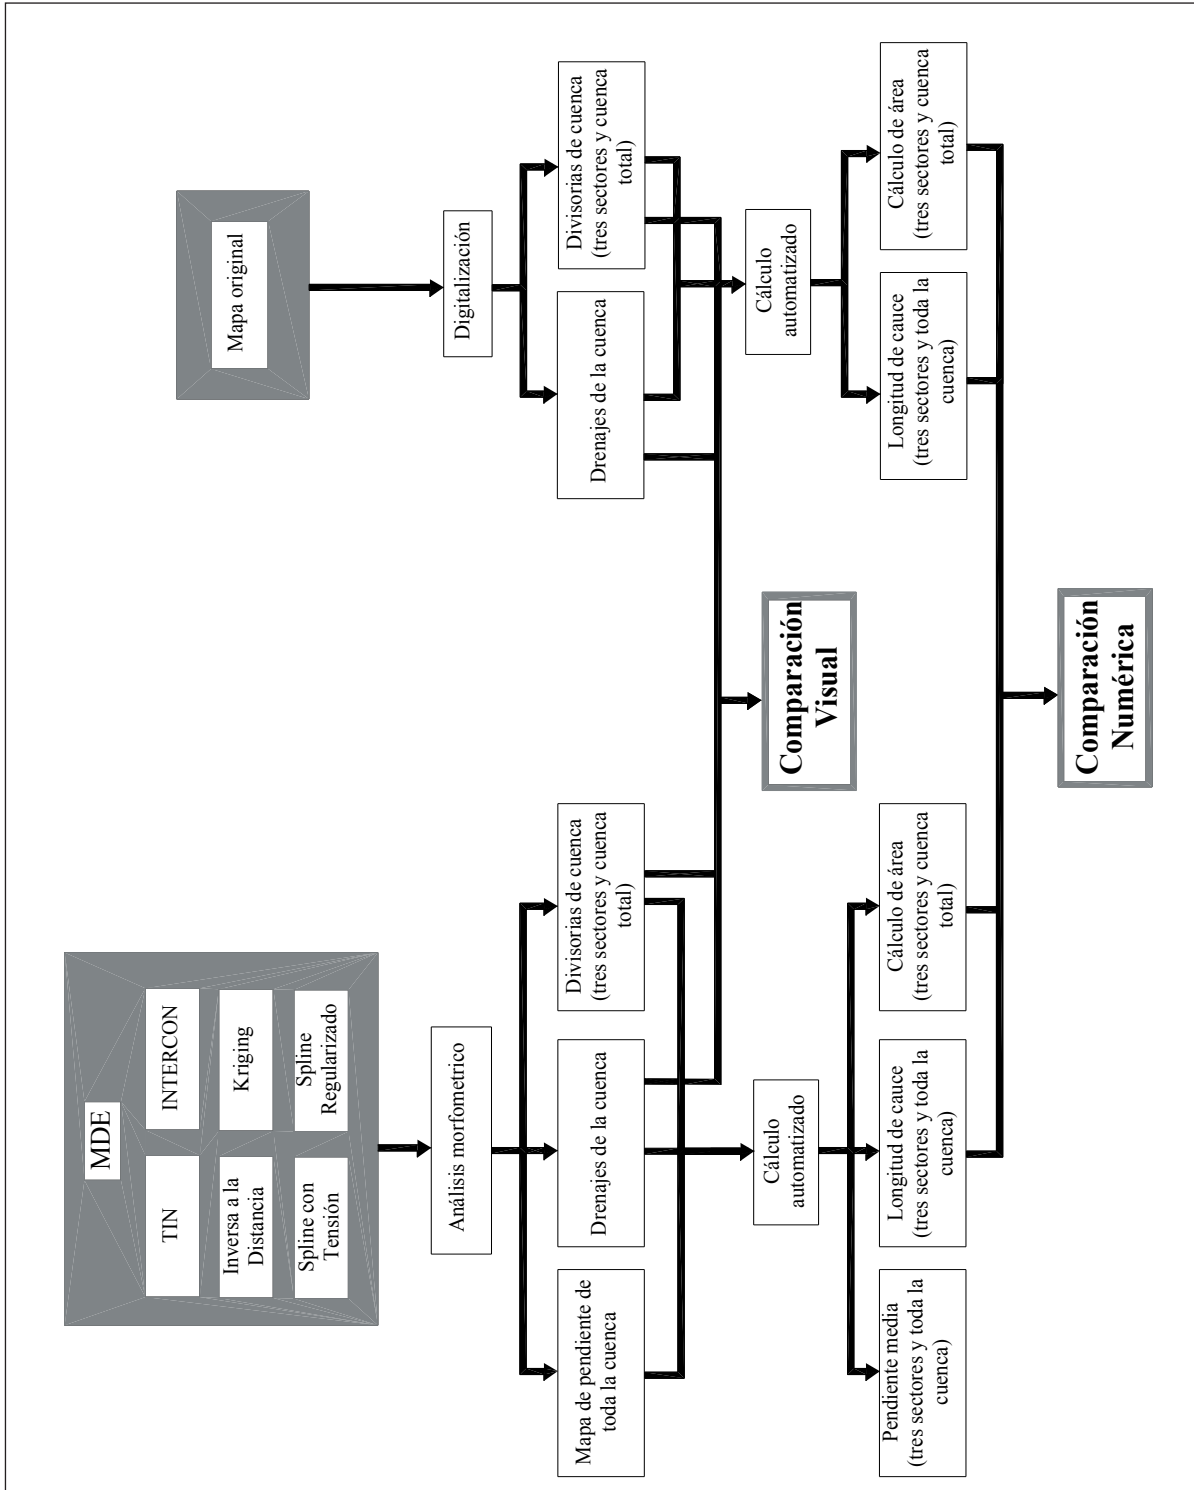 MDE
TIN
INTERCON
Inversa a la
Distancia
Kriging
Spline con
Tensión
Spline
Regularizado
Mapa original
Análisis morfometrico
Digitalización
Mapa de pendiente de
toda la cuenca
Drenajes de la cuenca
Divisorias de cuenca
(tres sectores y cuenca
total)
Drenajes de la cuenca
Divisorias de cuenca
(tres sectores y cuenca
total)
Cálculo
automatizado
Comparación
Visual
Cálculo
automatizado
Pendiente media
(tres sectores y toda la
cuenca)
Longitud de cauce
(tres sectores y toda la
cuenca)
Cálculo de área
(tres sectores y cuenca
total)
Longitud de cauce
(tres sectores y toda la
cuenca)
Cálculo de área
(tres sectores y cuenca
total)
Comparación
Numérica